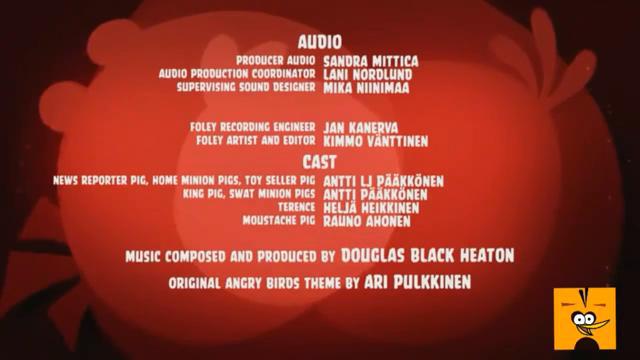 AUDIO
PRODUCER AUDIO SANDRA MITTICA
AUDIO PRODUCTION COORDINATOR LANI NORDLUND
SUPERVISING SOUND DESIGNER MIKA NIINIMAA
FOLEY RECORDING ENGINEER JAN KANERVA
FOLEY ARTIST AND EDITOR KIMMO VÄNTTINEN
CAST
NEWS REPORTER PIG, HOME MINION PIGS, TOY SELLER PIG ANTTI LJ PÄÄKKÖNEN
KING PIG, SWAT MINION PIGS ANTTI PÄÄKKÖNEN
TERENCE HELJÄ HEIKKINEN
MOUSTACHE PIG RAUNO AHONEN
MUSIC COMPOSED AND PRODUCED BY DOUGLAS BLACK HEATON
ORIGINAL ANGRY BIRDS THEME BY ARI PULKKINEN